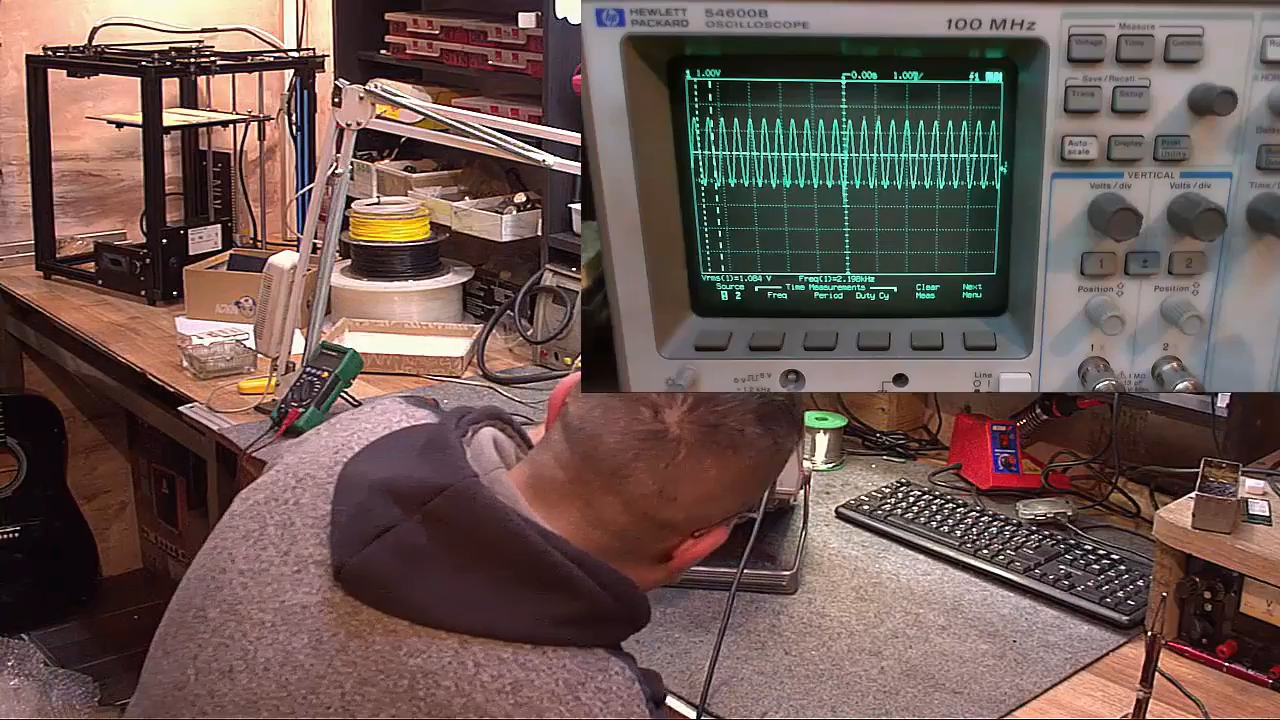 hp HEWLETT PACKARD 54600B OSCILLOSCOPE 100 MHz
1 1.00V 0.00s f1
Vrms(1)=1.084 V Freq(1)=2.198kHz
Source Time Measurements Clear Next
1 2 Freq Period Duty Cy Meas Menu
Measure
Voltage Time Cursors
Save/Recall
Trace Setup
Auto-scale Display Print Utility
VERTICAL
Volts/div Volts/div
1 ± 2
Position Position
1 2
Line